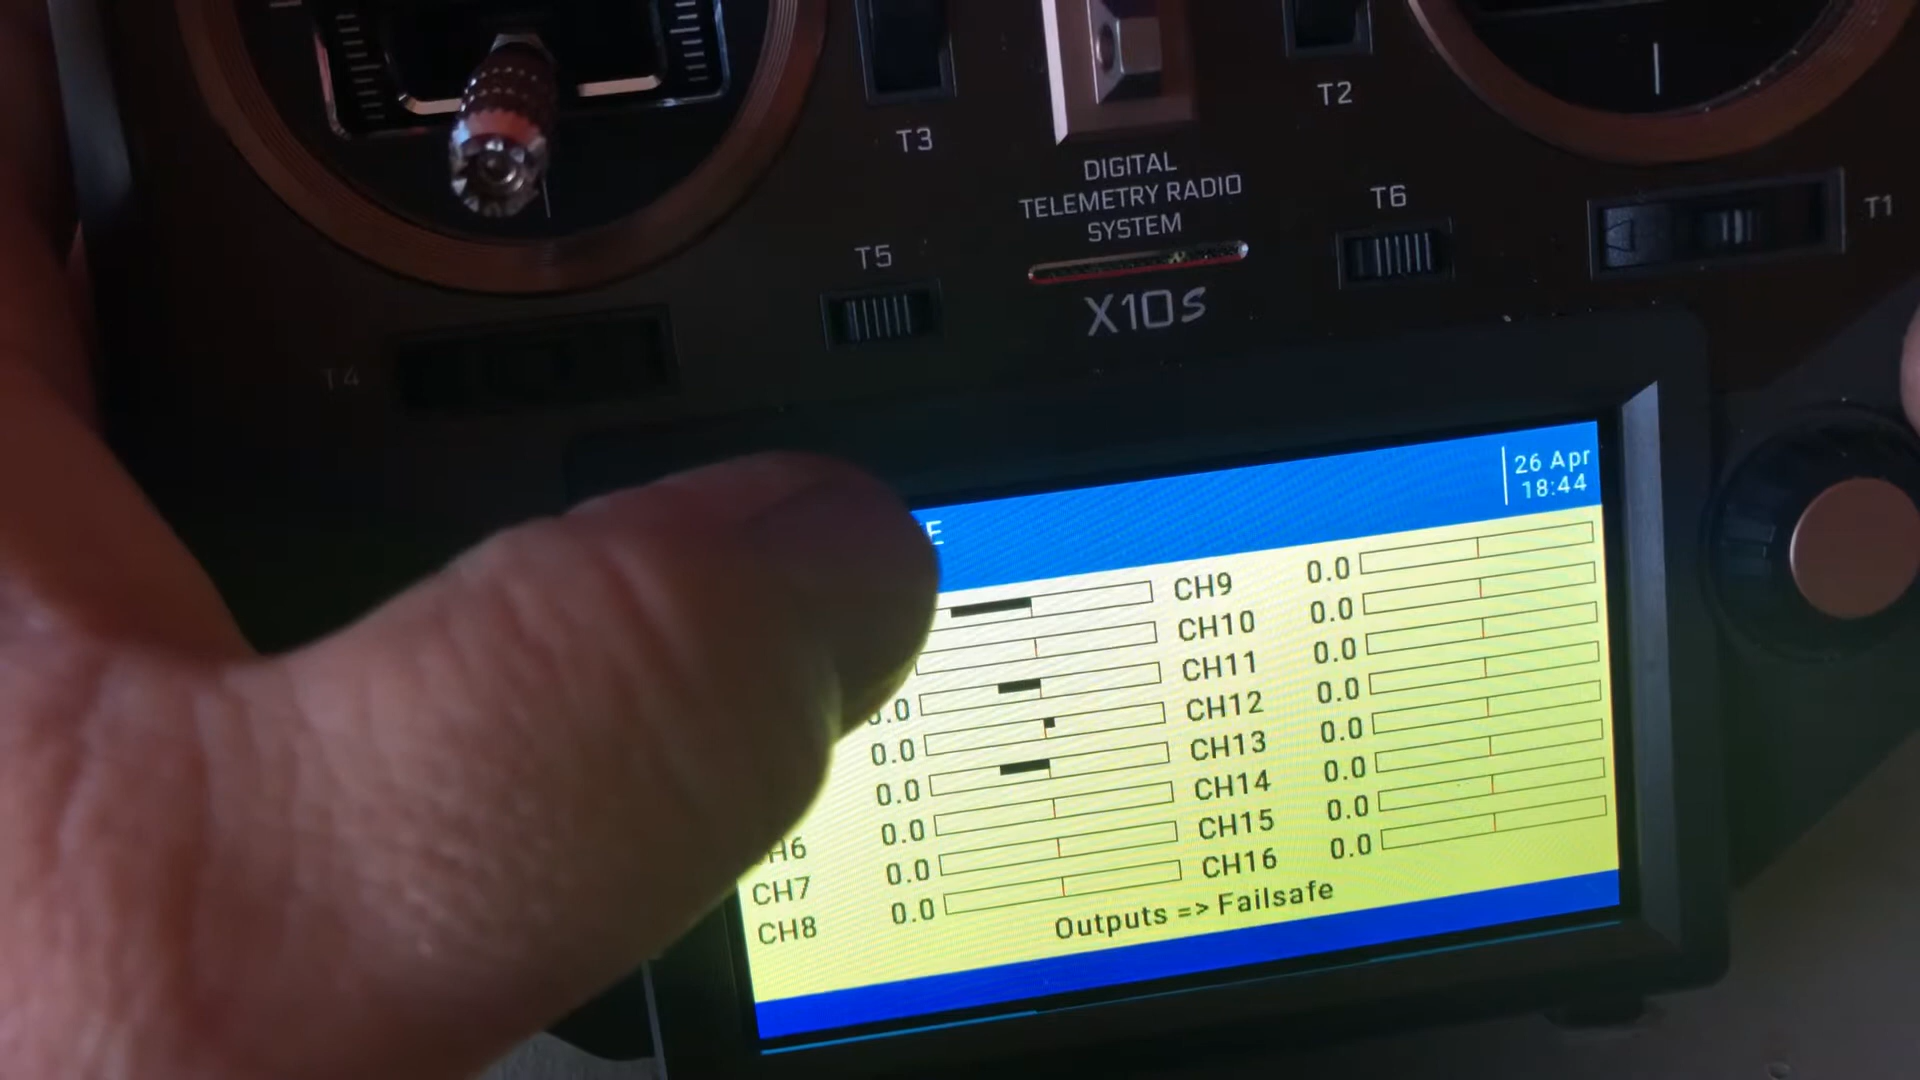 T3
T2
DIGITAL
TELEMETRY RADIO
SYSTEM
T6
T1
T5
X10S
T4
26 Apr
18:44
CH9 0.0
CH10 0.0
CH11 0.0
0.0 CH12 0.0
0.0 CH13 0.0
0.0 CH14 0.0
0.0 CH15 0.0
CH7 0.0 CH16 0.0
CH8 0.0
Outputs => Failsafe